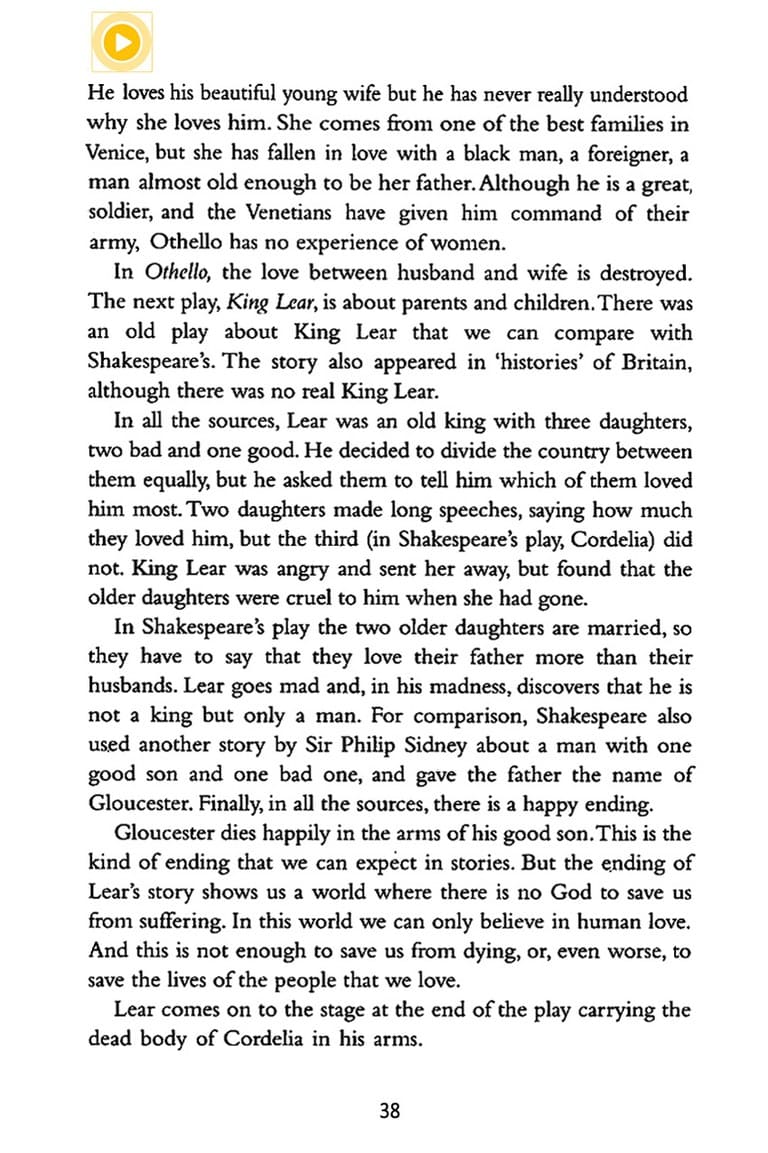 He loves his beautiful young wife but he has never really understood
why she loves him. She comes from one of the best families in
Venice, but she has fallen in love with a black man, a foreigner, a
man almost old enough to be her father. Although he is a great,
soldier, and the Venetians have given him command of their
army, Othello has no experience of women.
In Othello, the love between husband and wife is destroyed.
The next play, King Lear, is about parents and children. There was
an old play about King Lear that we can compare with
Shakespeare's. The story also appeared in 'histories' of Britain,
although there was no real King Lear.
In all the sources, Lear was an old king with three daughters,
two bad and one good. He decided to divide the country between
them equally, but he asked them to tell him which of them loved
him most. Two daughters made long speeches, saying how much
they loved him, but the third (in Shakespeare's play, Cordelia) did
not. King Lear was angry and sent her away, but found that the
older daughters were cruel to him when she had gone.
In Shakespeare's play the two older daughters are married, so
they have to say that they love their father more than their
husbands. Lear goes mad and, in his madness, discovers that he is
not a king but only a man. For comparison, Shakespeare also
used another story by Sir Philip Sidney about a man with one
good son and one bad one, and gave the father the name of
Gloucester. Finally, in all the sources, there is a happy ending.
Gloucester dies happily in the arms of his good son. This is the
kind of ending that we can expect in stories. But the ending of
Lear's story shows us a world where there is no God to save us
from suffering. In this world we can only believe in human love.
And this is not enough to save us from dying, or, even worse, to
save the lives of the people that we love.
Lear comes on to the stage at the end of the play carrying the
dead body of Cordelia in his arms.
38